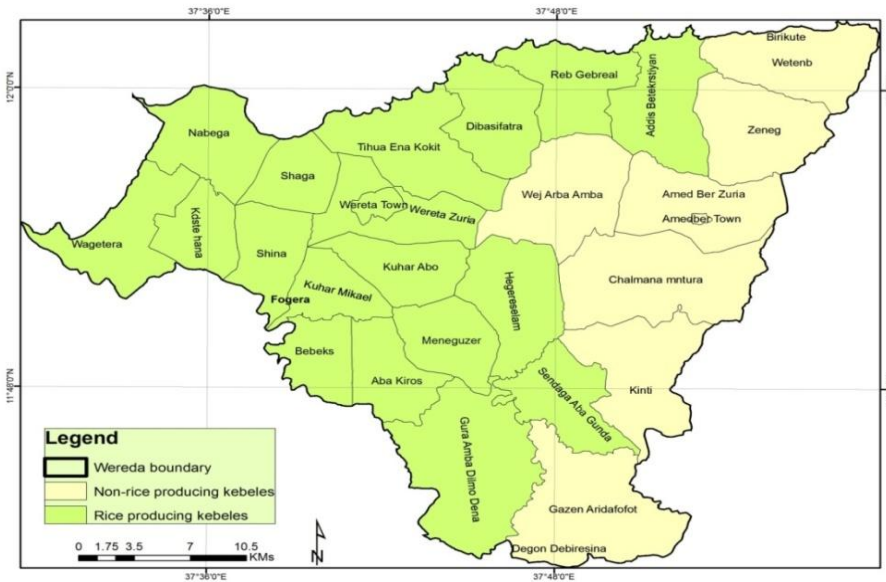 37°36'0"E
37°48'0"E
Birikute
Wetenb
Reb Gebreal
Addis Betekrstiyan
12°0'0"N
Nabega
Dibasifatra
Zeneg
Tihua Ena Kokit
Shaga
Wej Arba Amba
Amed Ber Zuria
Wereta Town
Wereta Zuria
Amedber Town
Kdste hana
Wagetera
Shina
Kuhar Abo
Chalmana mntura
Hegereselam
Kuhar Mikael
Fogera
Meneguzer
Bebeks
Aba Kiros
Sendaga Aba Gunda
Kinti
Gura Amba Dilmo Dena
Legend
Wereda boundary
Non-rice producing kebeles
Rice producing kebeles
Gazen Aridafofot
Degon Debiresina
N
0 1.75 3.5 7 10.5
KMs
37°36'0"E
37°48'0"E